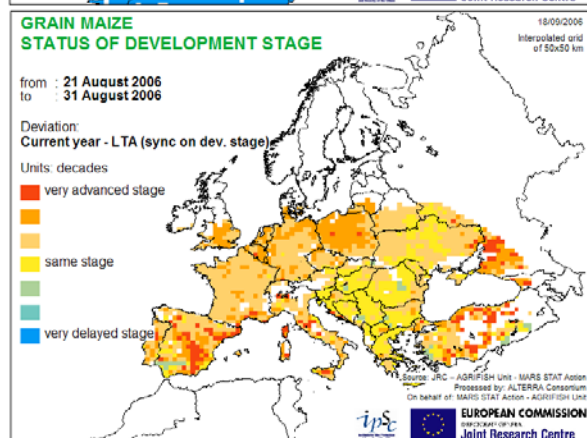 GRAIN MAIZE
STATUS OF DEVELOPMENT STAGE
18/09/2006
Interpolated grid
of 50x50 km
from : 21 August 2006
to : 31 August 2006
Deviation:
Current year - LTA (sync on dev. stage)
Units: decades
very advanced stage
same stage
very delayed stage
Source: JRC - AGRIFISH Unit - MARS STAT Action
Processed by: ALTERRA Consortium
On behalf of: MARS STAT Action - AGRIFISH Unit
ipsc
EUROPEAN COMMISSION
Joint Research Centre